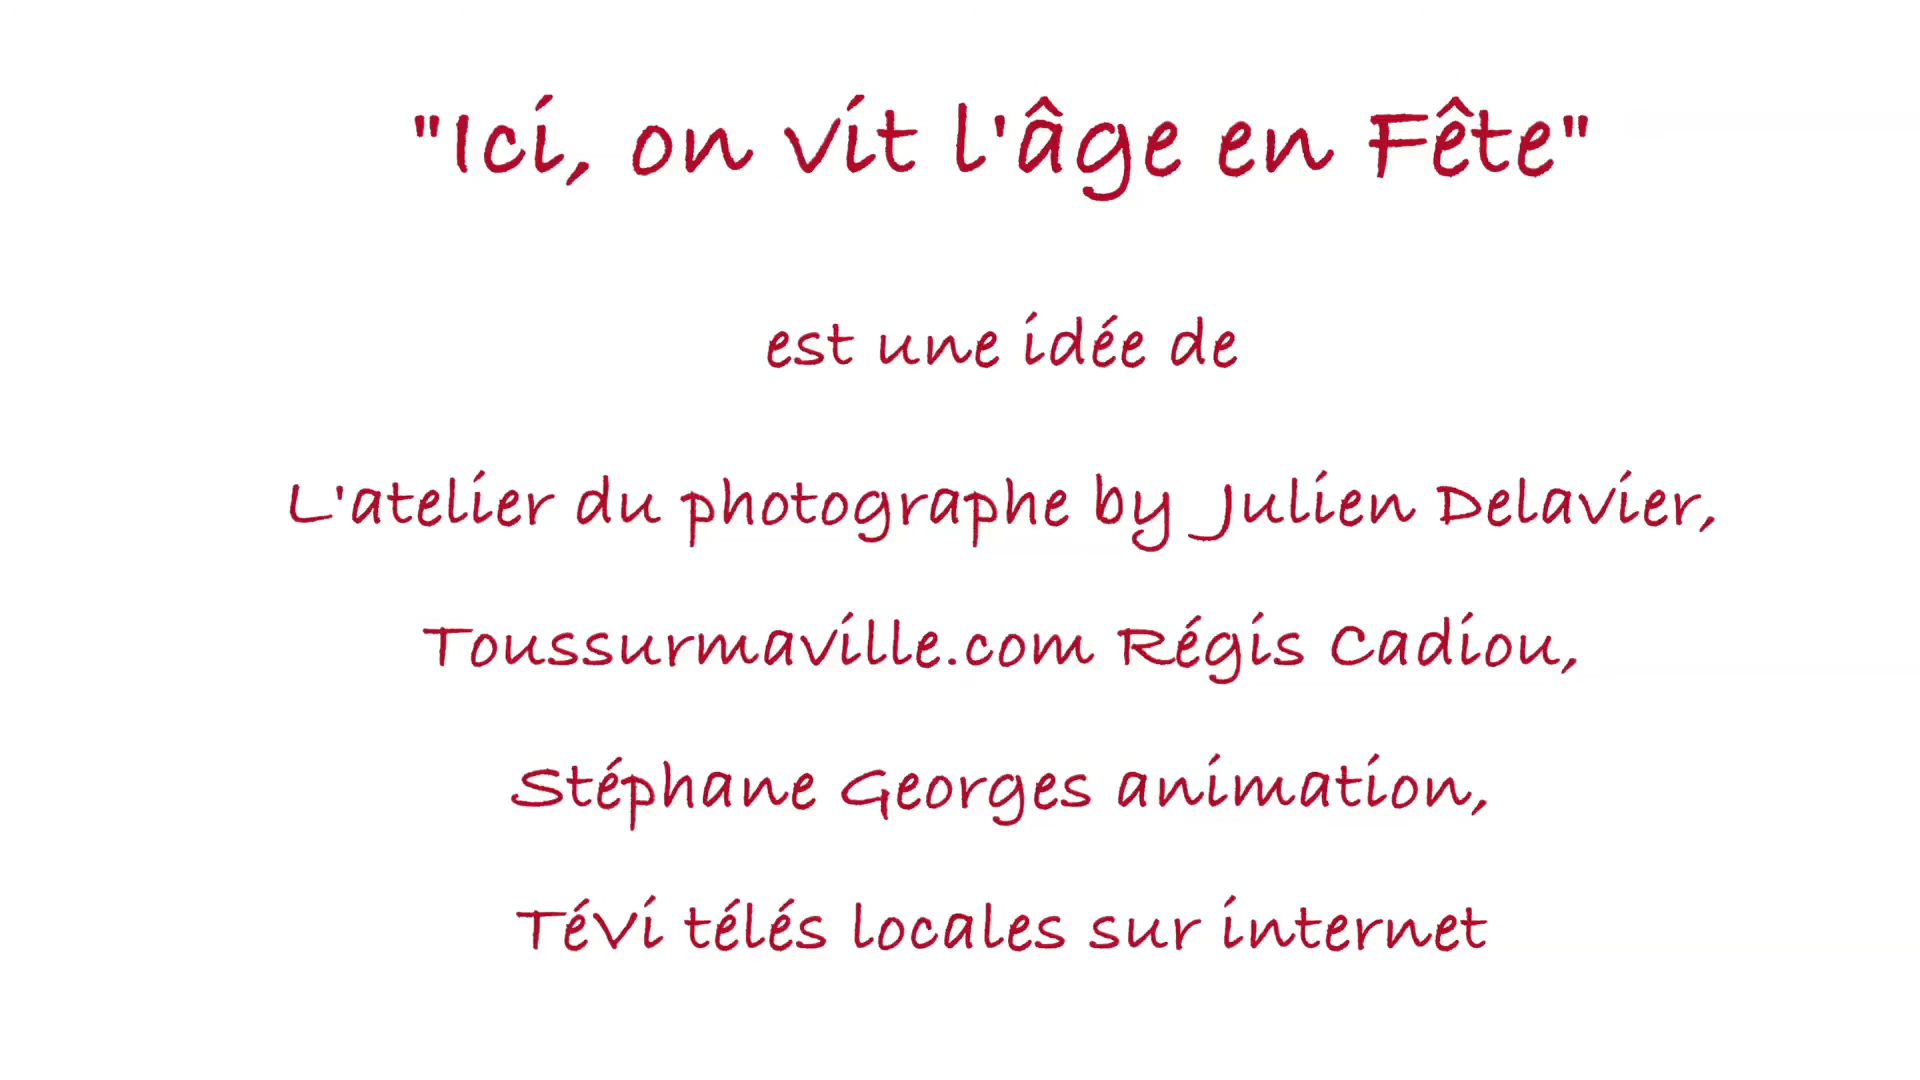 "Ici, on vit l'âge en Fête"
est une idée de
L'atelier du photographe by Julien Delavier,
Toussurmaville.com Régis Cadiou,
Stéphane Georges animation,
TéVi télés locales sur internet